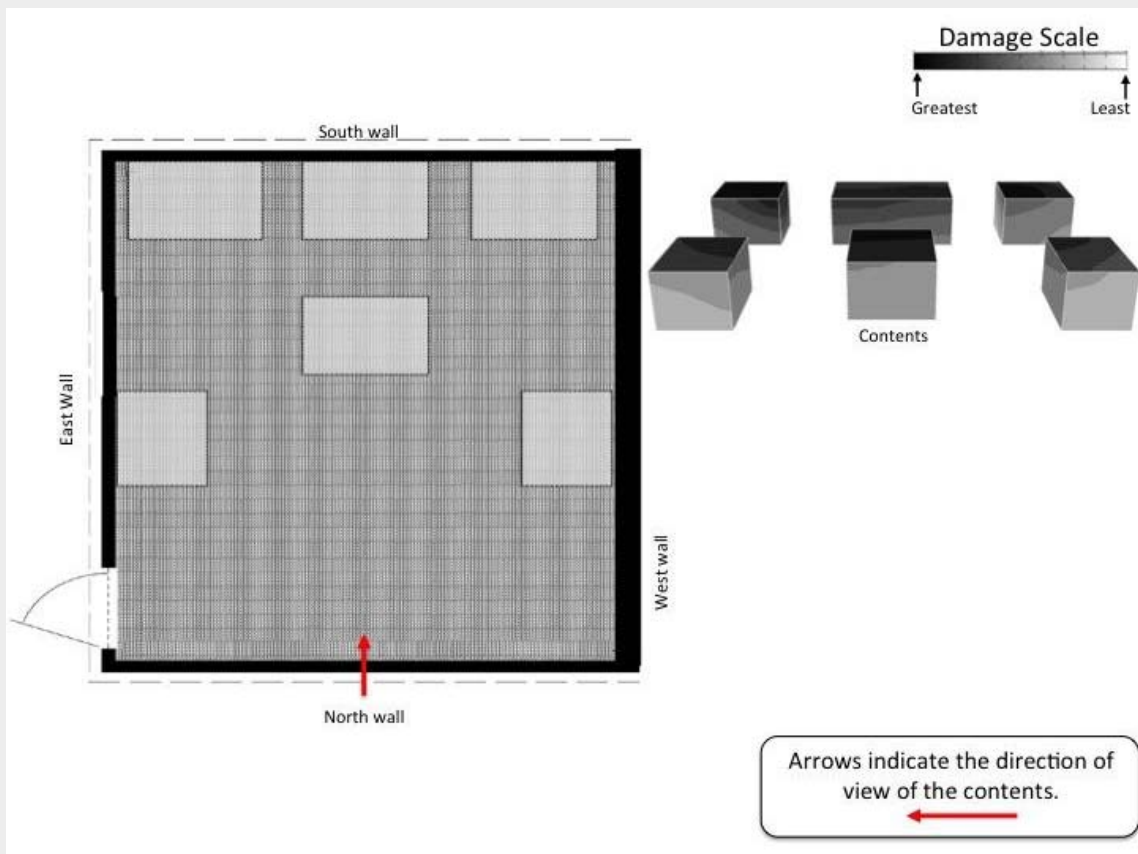 Damage Scale
Greatest
Least
South wall
Contents
East Wall
West wall
North wall
Arrows indicate the direction of
view of the contents.